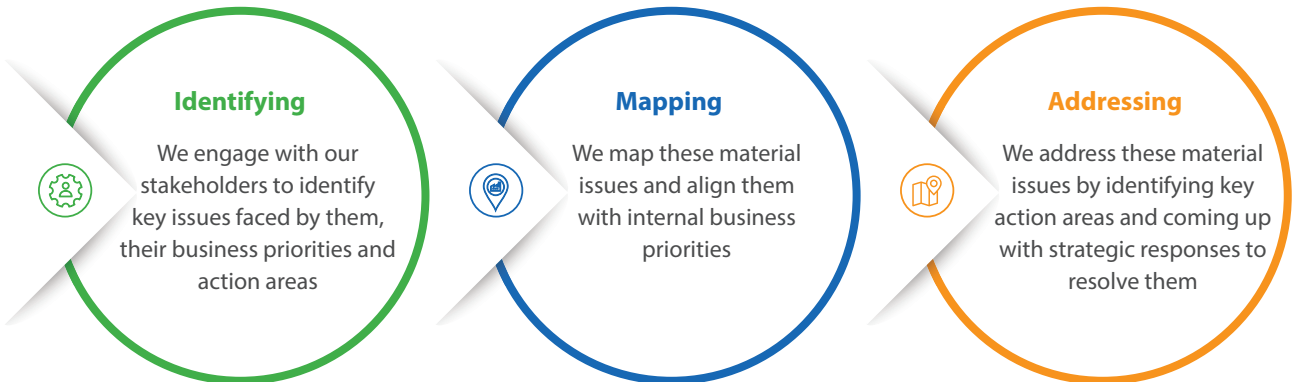 Identifying
We engage with our
stakeholders to identify
key issues faced by them,
their business priorities and
action areas
Mapping
We map these material
issues and align them
with internal business
priorities
Addressing
We address these material
issues by identifying key
action areas and coming up
with strategic responses to
resolve them